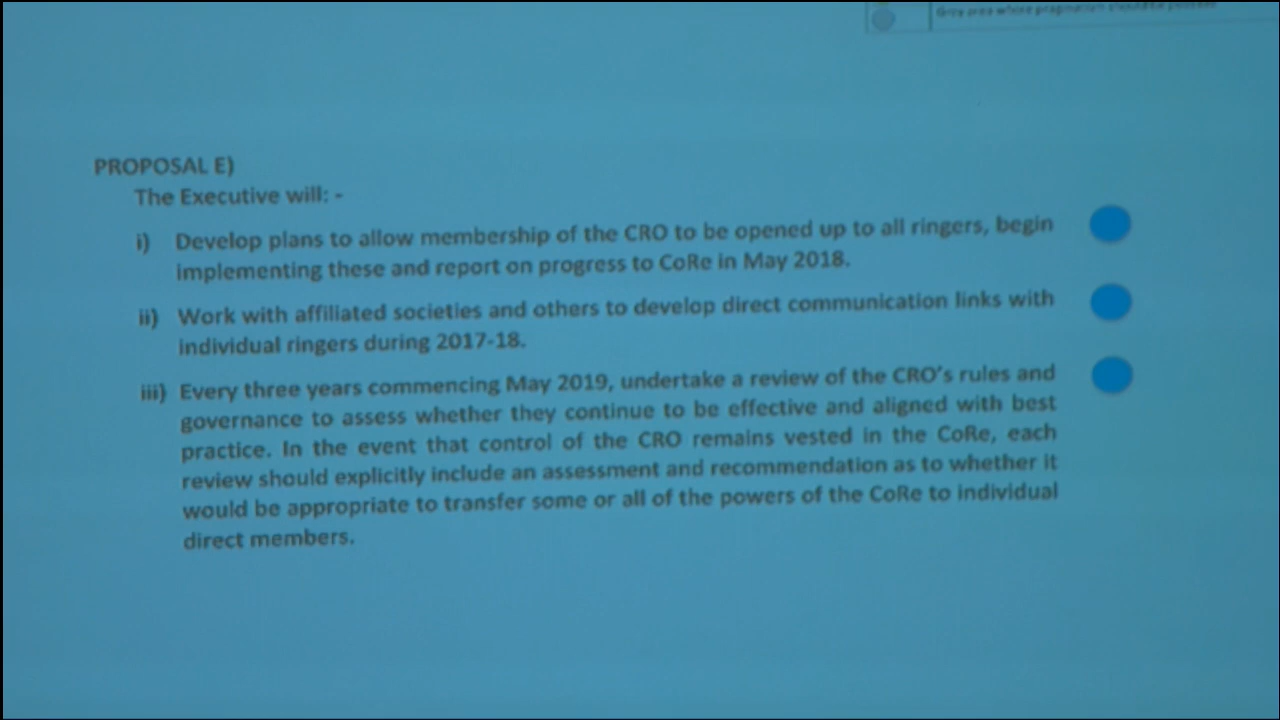 Grey area where pragmatism should be
PROPOSAL E)
The Executive will: -
i) Develop plans to allow membership of the CRO to be opened up to all ringers, begin
implementing these and report on progress to CoRe in May 2018.
ii) Work with affiliated societies and others to develop direct communication links with
individual ringers during 2017-18.
iii) Every three years commencing May 2019, undertake a review of the CRO's rules and
governance to assess whether they continue to be effective and aligned with best
practice. In the event that control of the CRO remains vested in the CoRe, each
review should explicitly include an assessment and recommendation as to whether it
would be appropriate to transfer some or all of the powers of the CoRe to individual
direct members.